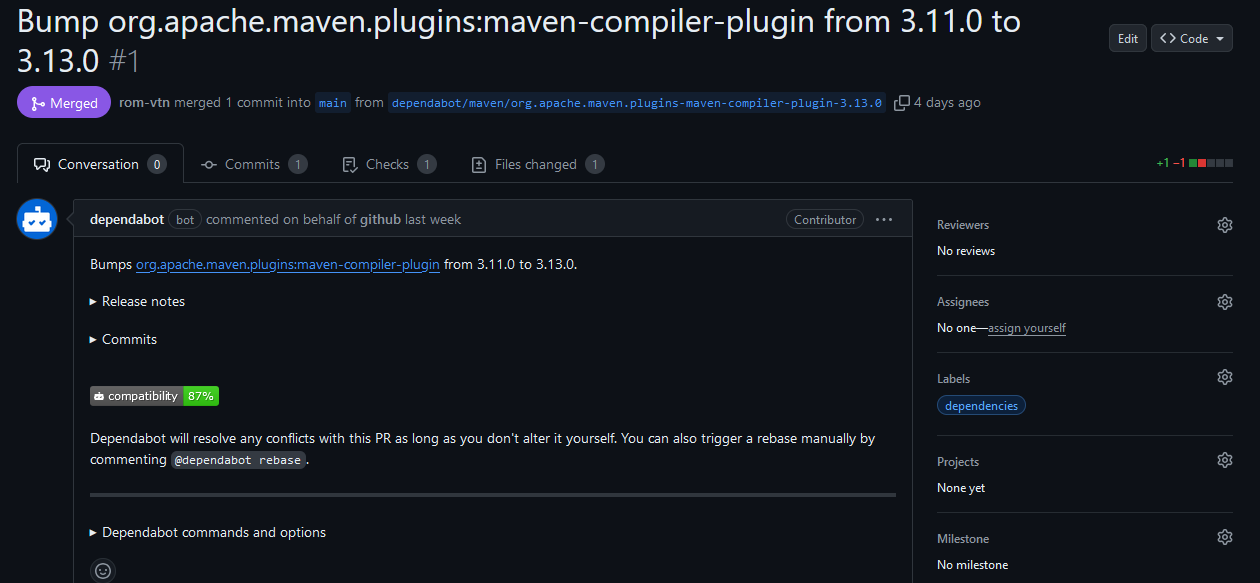 Bump org.apache.maven.plugins:maven-compiler-plugin from 3.11.0 to
3.13.0 #1
Edit
Code
Merged
rom-vtn merged 1 commit into main from dependabot/maven/org.apache.maven.plugins-maven-compiler-plugin-3.13.0 4 days ago
Conversation 0
Commits 1
Checks 1
Files changed 1
+1 −1
dependabot bot commented on behalf of github last week
Contributor
Bumps org.apache.maven.plugins:maven-compiler-plugin from 3.11.0 to 3.13.0.
Release notes
Commits
compatibility 87%
Dependabot will resolve any conflicts with this PR as long as you don't alter it yourself. You can also trigger a rebase manually by
commenting @dependabot rebase.
Dependabot commands and options
Reviewers
No reviews
Assignees
No one—assign yourself
Labels
dependencies
Projects
None yet
Milestone
No milestone